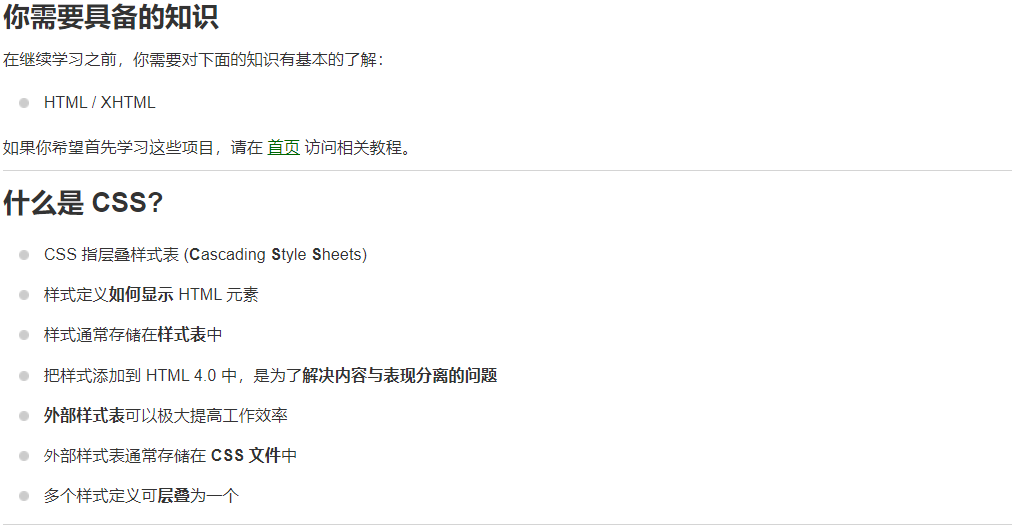 你需要具备的知识
在继续学习之前，你需要对下面的知识有基本的了解：
HTML / XHTML
如果你希望首先学习这些项目，请在 首页 访问相关教程。
什么是 CSS?
CSS 指层叠样式表 (Cascading Style Sheets)
样式定义如何显示 HTML 元素
样式通常存储在样式表中
把样式添加到 HTML 4.0 中，是为了解决内容与表现分离的问题
外部样式表可以极大提高工作效率
外部样式表通常存储在 CSS 文件中
多个样式定义可层叠为一个